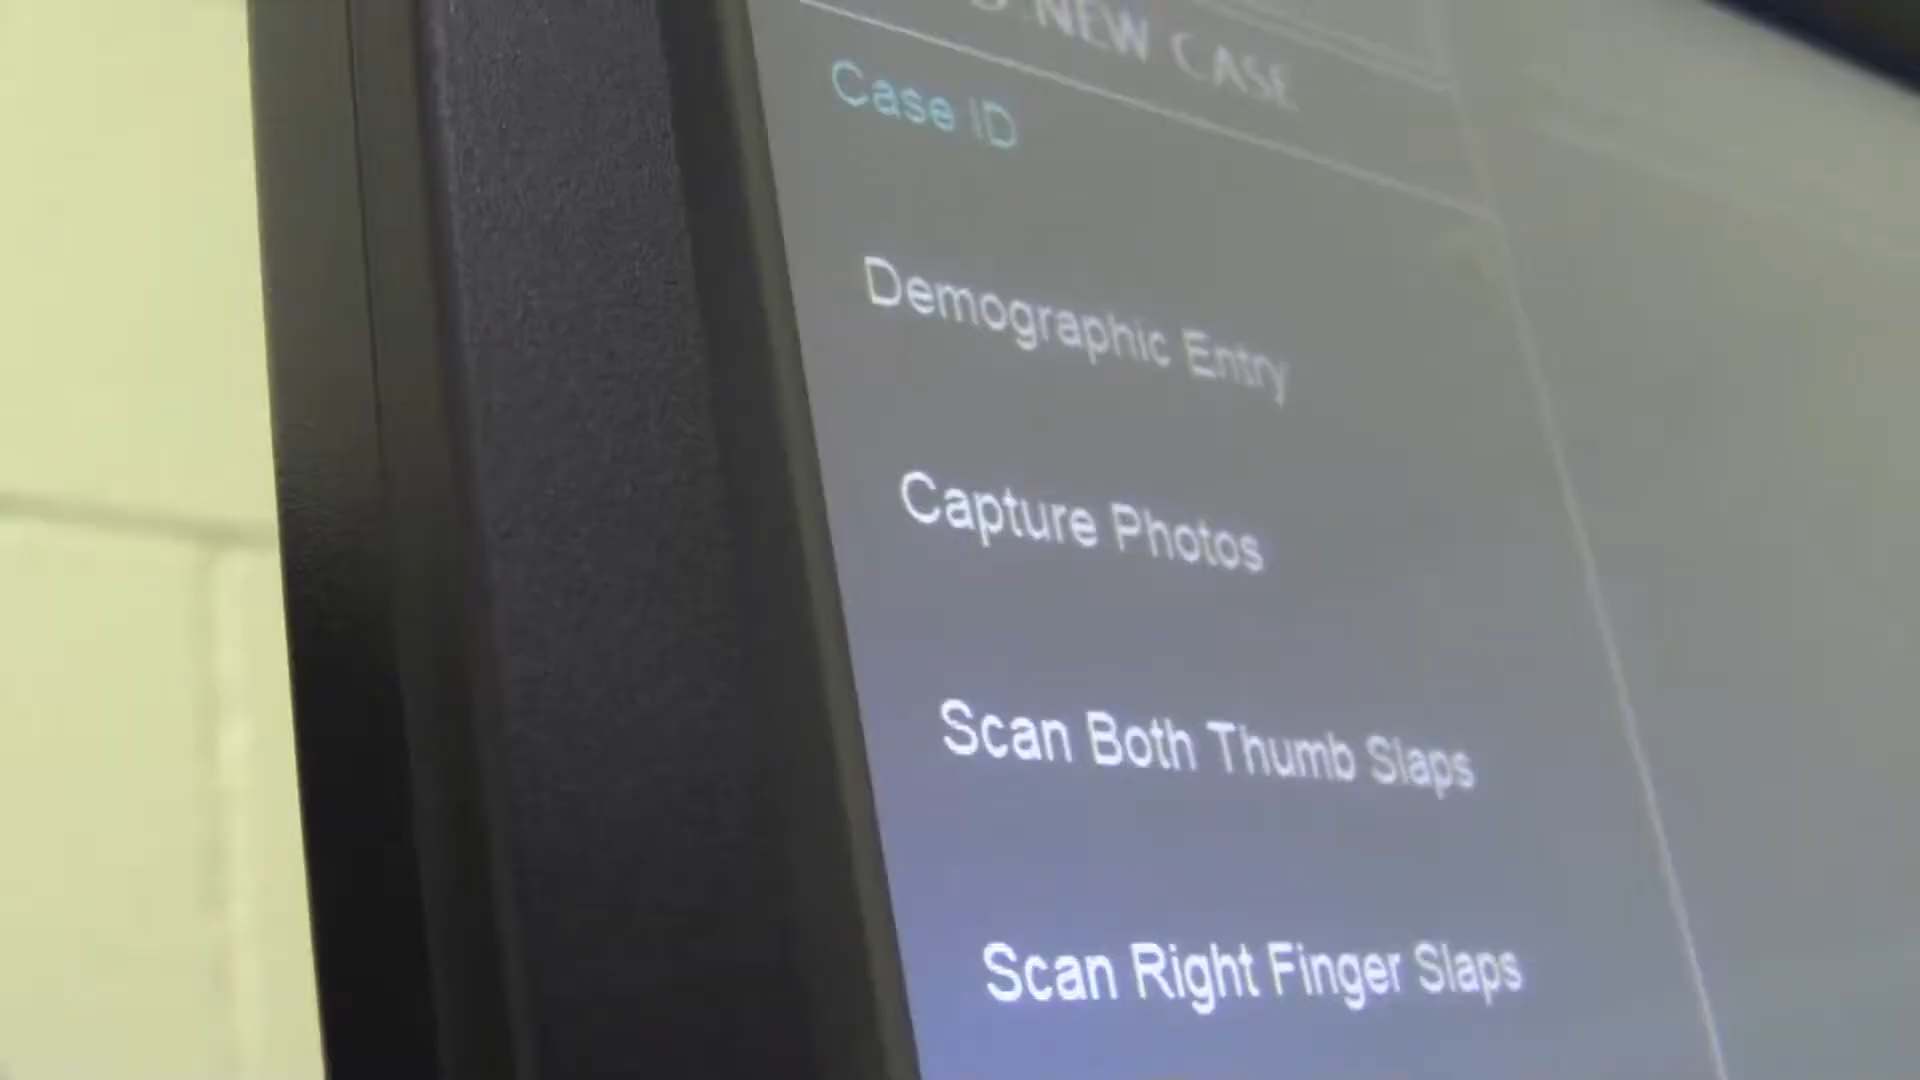 NEW CASE
Case ID
Demographic Entry
Capture Photos
Scan Both Thumb Slaps
Scan Right Finger Slaps